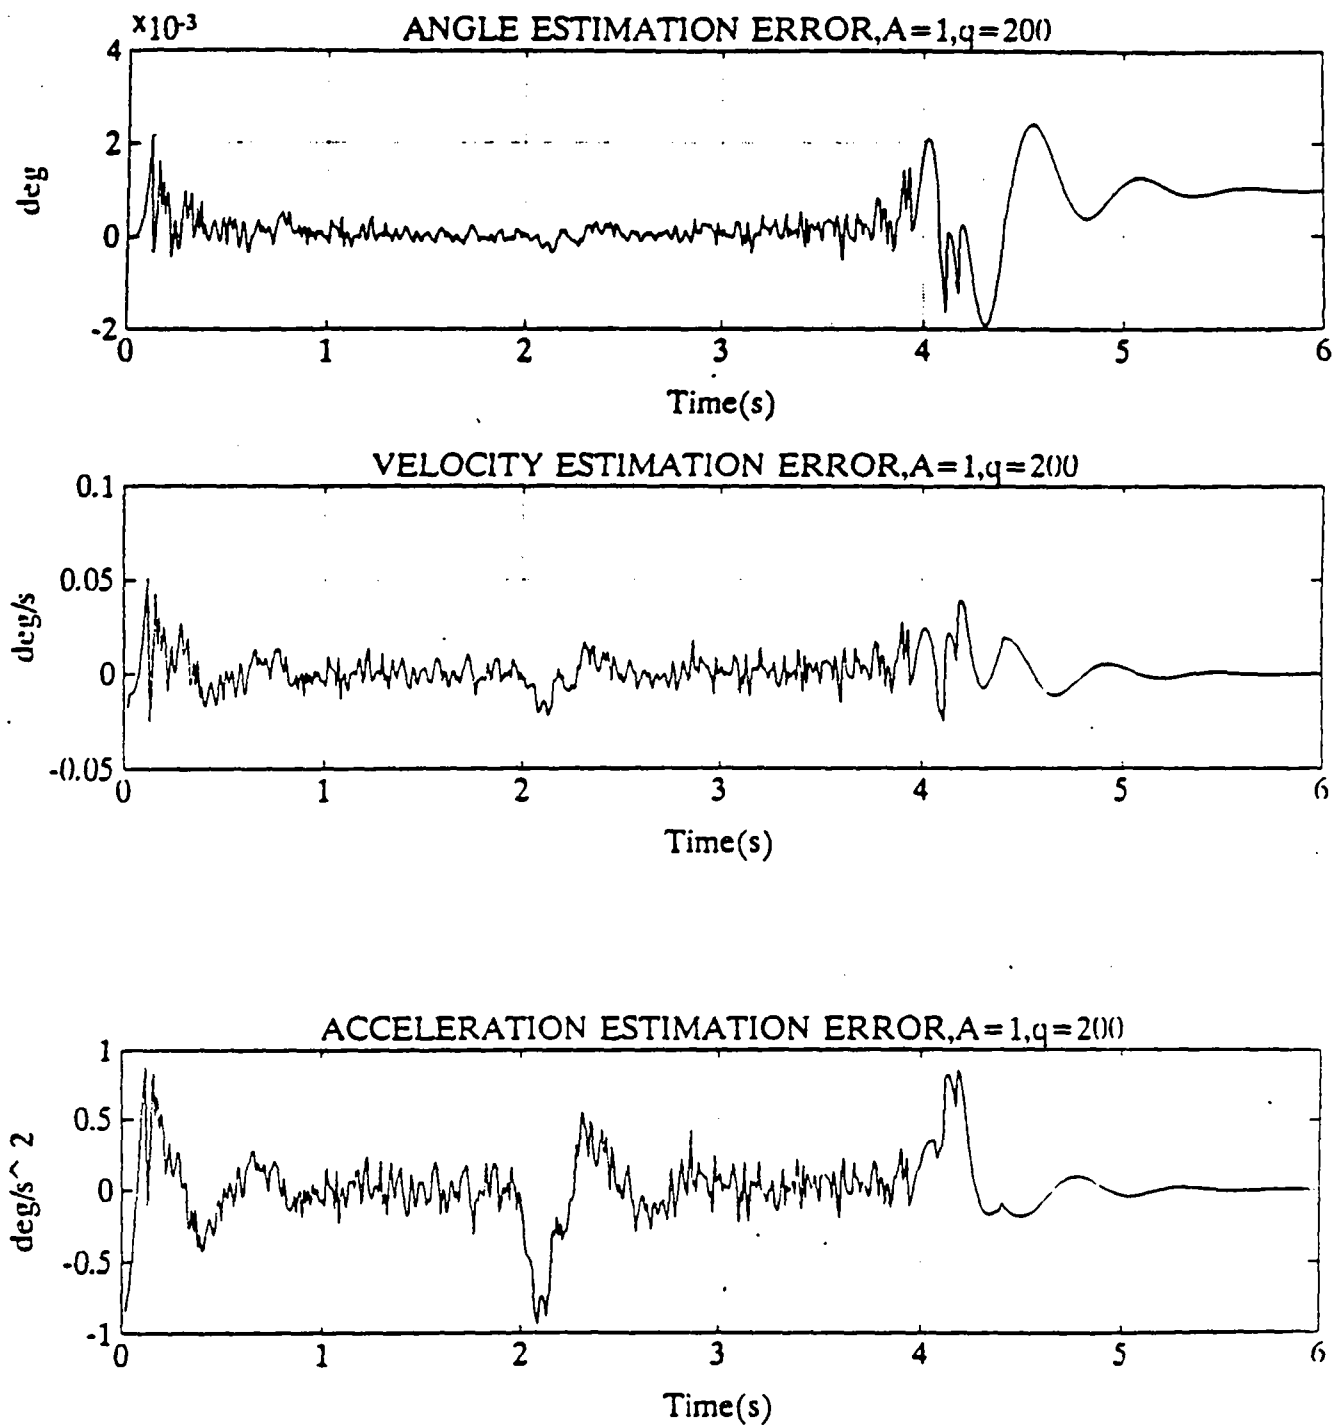 ×10-3
ANGLE ESTIMATION ERROR,A=1,q=200
4
2
0
-2
deg
0 1 2 3 4 5 6
Time(s)
VELOCITY ESTIMATION ERROR,A=1,q=200
0.1
0.05
0
-0.05
deg/s
0 1 2 3 4 5 6
Time(s)
ACCELERATION ESTIMATION ERROR,A=1,q=200
1
0.5
0
-0.5
-1
deg/s^2
0 1 2 3 4 5 6
Time(s)